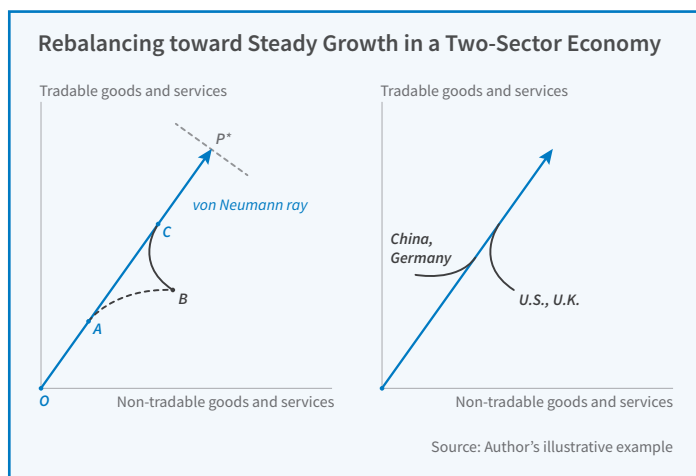 Rebalancing toward Steady Growth in a Two-Sector Economy
Tradable goods and services
P*
von Neumann ray
C
B
A
O
Non-tradable goods and services
Tradable goods and services
China,
Germany
U.S., U.K.
Non-tradable goods and services
Source: Author’s illustrative example